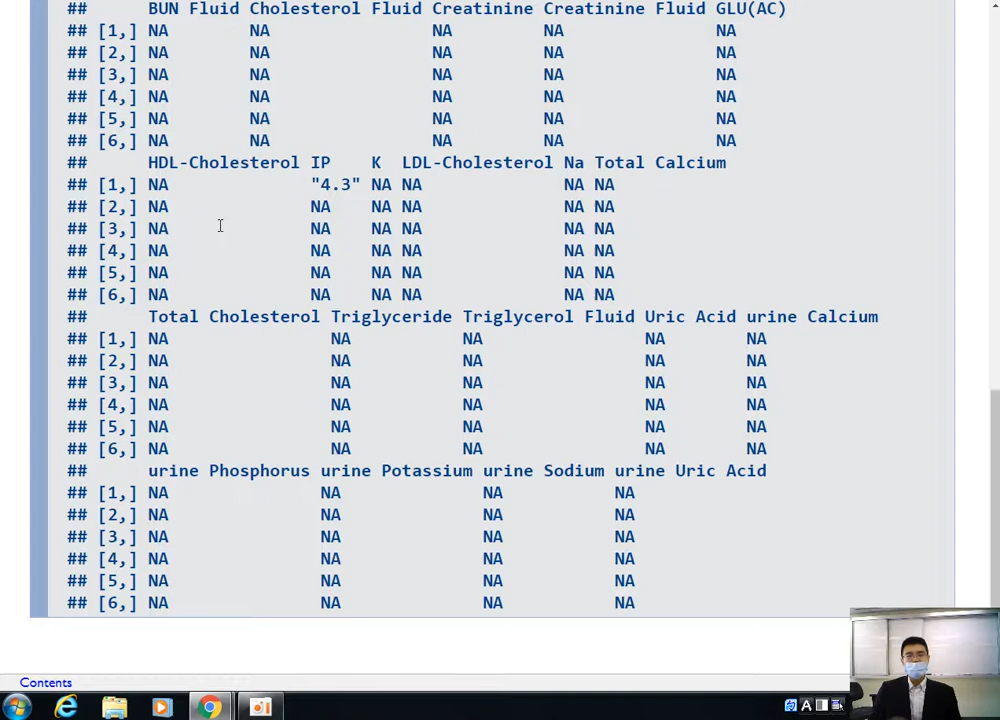 ##      BUN Fluid Cholesterol Fluid Creatinine Creatinine Fluid GLU(AC)
## [1,] NA        NA                NA         NA               NA
## [2,] NA        NA                NA         NA               NA
## [3,] NA        NA                NA         NA               NA
## [4,] NA        NA                NA         NA               NA
## [5,] NA        NA                NA         NA               NA
## [6,] NA        NA                NA         NA               NA
##      HDL-Cholesterol IP    K  LDL-Cholesterol Na Total Calcium
## [1,] NA              "4.3" NA NA              NA NA
## [2,] NA              NA    NA NA              NA NA
## [3,] NA              NA    NA NA              NA NA
## [4,] NA              NA    NA NA              NA NA
## [5,] NA              NA    NA NA              NA NA
## [6,] NA              NA    NA NA              NA NA
##      Total Cholesterol Triglyceride Triglycerol Fluid Uric Acid urine Calcium
## [1,] NA                NA           NA                NA        NA
## [2,] NA                NA           NA                NA        NA
## [3,] NA                NA           NA                NA        NA
## [4,] NA                NA           NA                NA        NA
## [5,] NA                NA           NA                NA        NA
## [6,] NA                NA           NA                NA        NA
##      urine Phosphorus urine Potassium urine Sodium urine Uric Acid
## [1,] NA               NA              NA           NA
## [2,] NA               NA              NA           NA
## [3,] NA               NA              NA           NA
## [4,] NA               NA              NA           NA
## [5,] NA               NA              NA           NA
## [6,] NA               NA              NA           NA
Contents
A